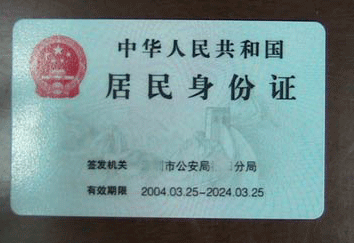 中华人民共和国
居民身份证
签发机关 市公安局 分局
有效期限 2004.03.25-2024.03.25